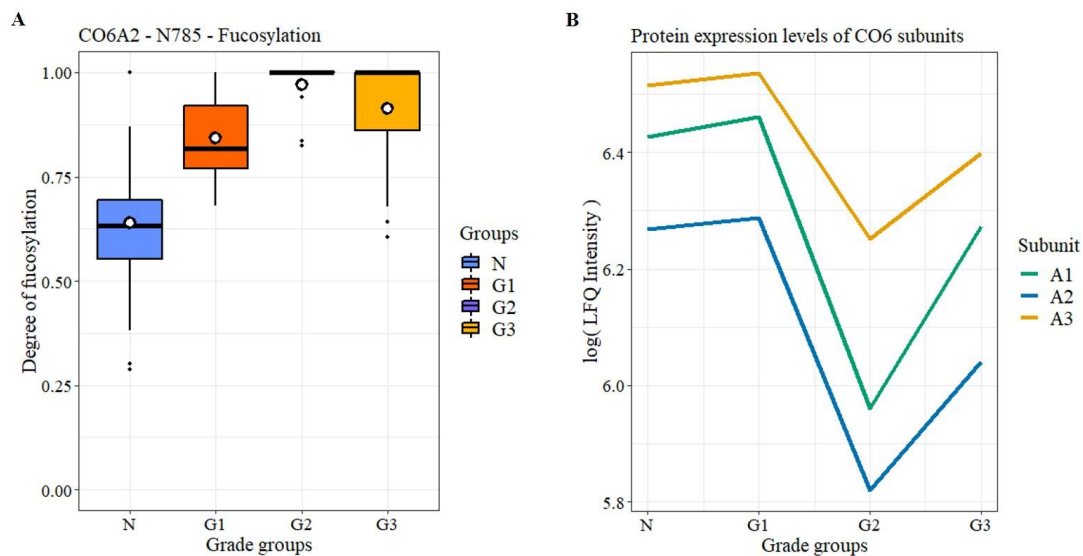 A
CO6A2 - N785 - Fucosylation
Degree of fucosylation
1.00
0.75
0.50
0.25
0.00
N G1 G2 G3
Grade groups
Groups
N
G1
G2
G3
B
Protein expression levels of CO6 subunits
log( LFQ Intensity )
6.4
6.2
6.0
5.8
N G1 G2 G3
Grade groups
Subunit
A1
A2
A3